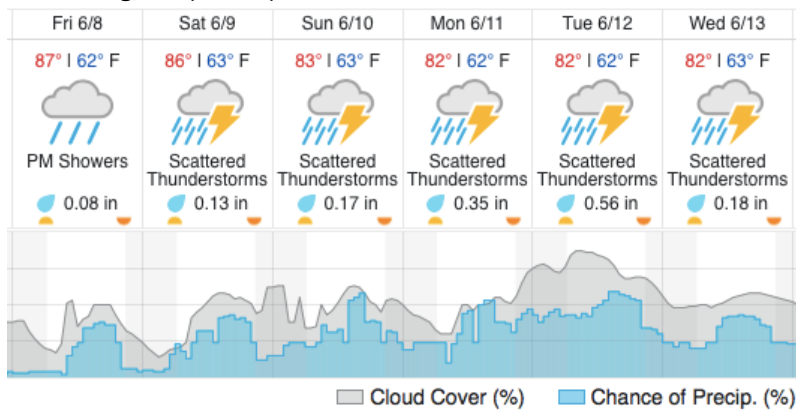 Fri 6/8 Sat 6/9 Sun 6/10 Mon 6/11 Tue 6/12 Wed 6/13
87° | 62° F 86° | 63° F 83° | 63° F 82° | 62° F 82° | 62° F 82° | 63° F
PM Showers Scattered Scattered Scattered Scattered Scattered
Thunderstorms Thunderstorms Thunderstorms Thunderstorms Thunderstorms
0.08 in 0.13 in 0.17 in 0.35 in 0.56 in 0.18 in
Cloud Cover (%) Chance of Precip. (%)